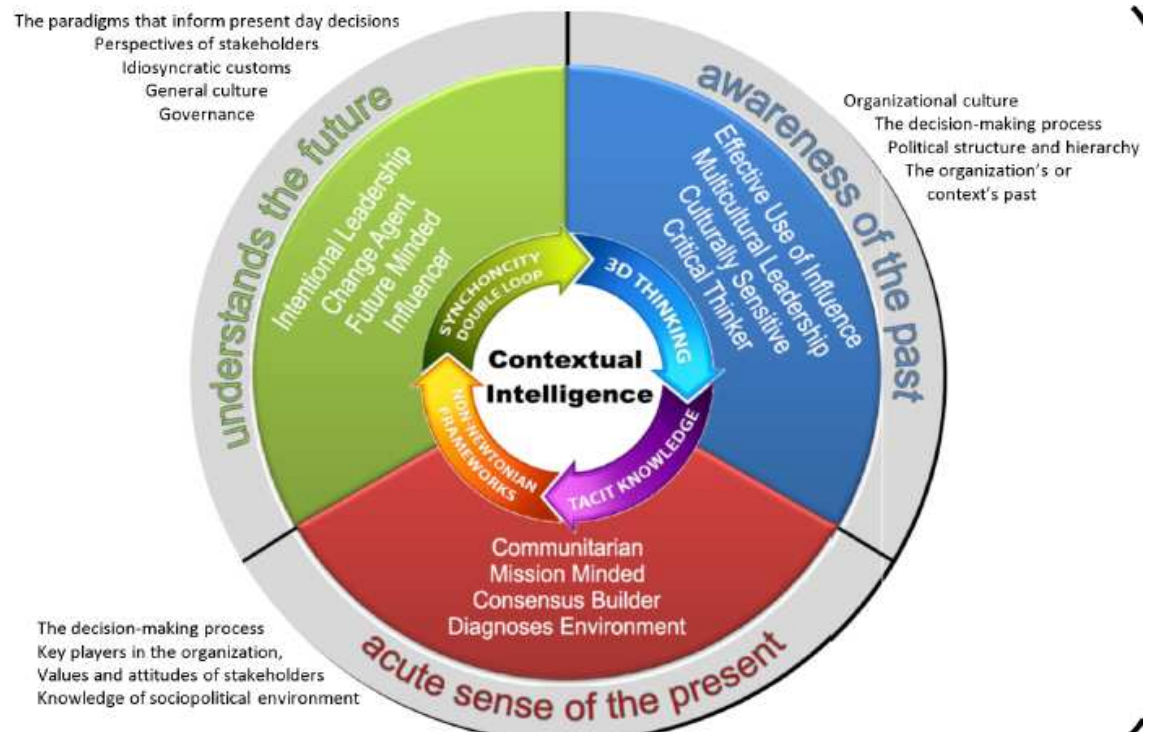 The paradigms that inform present day decisions
Perspectives of stakeholders
Idiosyncratic customs
General culture
Governance
understands the future
Intentional Leadership
Change Agent
Future Minded
Influencer
awareness of the past
Organizational culture
The decision-making process
Political structure and hierarchy
The organization's or
context's past
Effective Use of Influence
Multicultural Leadership
Culturally Sensitive
Critical Thinker
SYNCHONCITY
DOUBLE LOOP
3D THINKING
Contextual
Intelligence
NON-NEWTONIAN
FRAMEWORKS
TACIT KNOWLEDGE
Communitarian
Mission Minded
Consensus Builder
Diagnoses Environment
acute sense of the present
The decision-making process
Key players in the organization,
Values and attitudes of stakeholders
Knowledge of sociopolitical environment